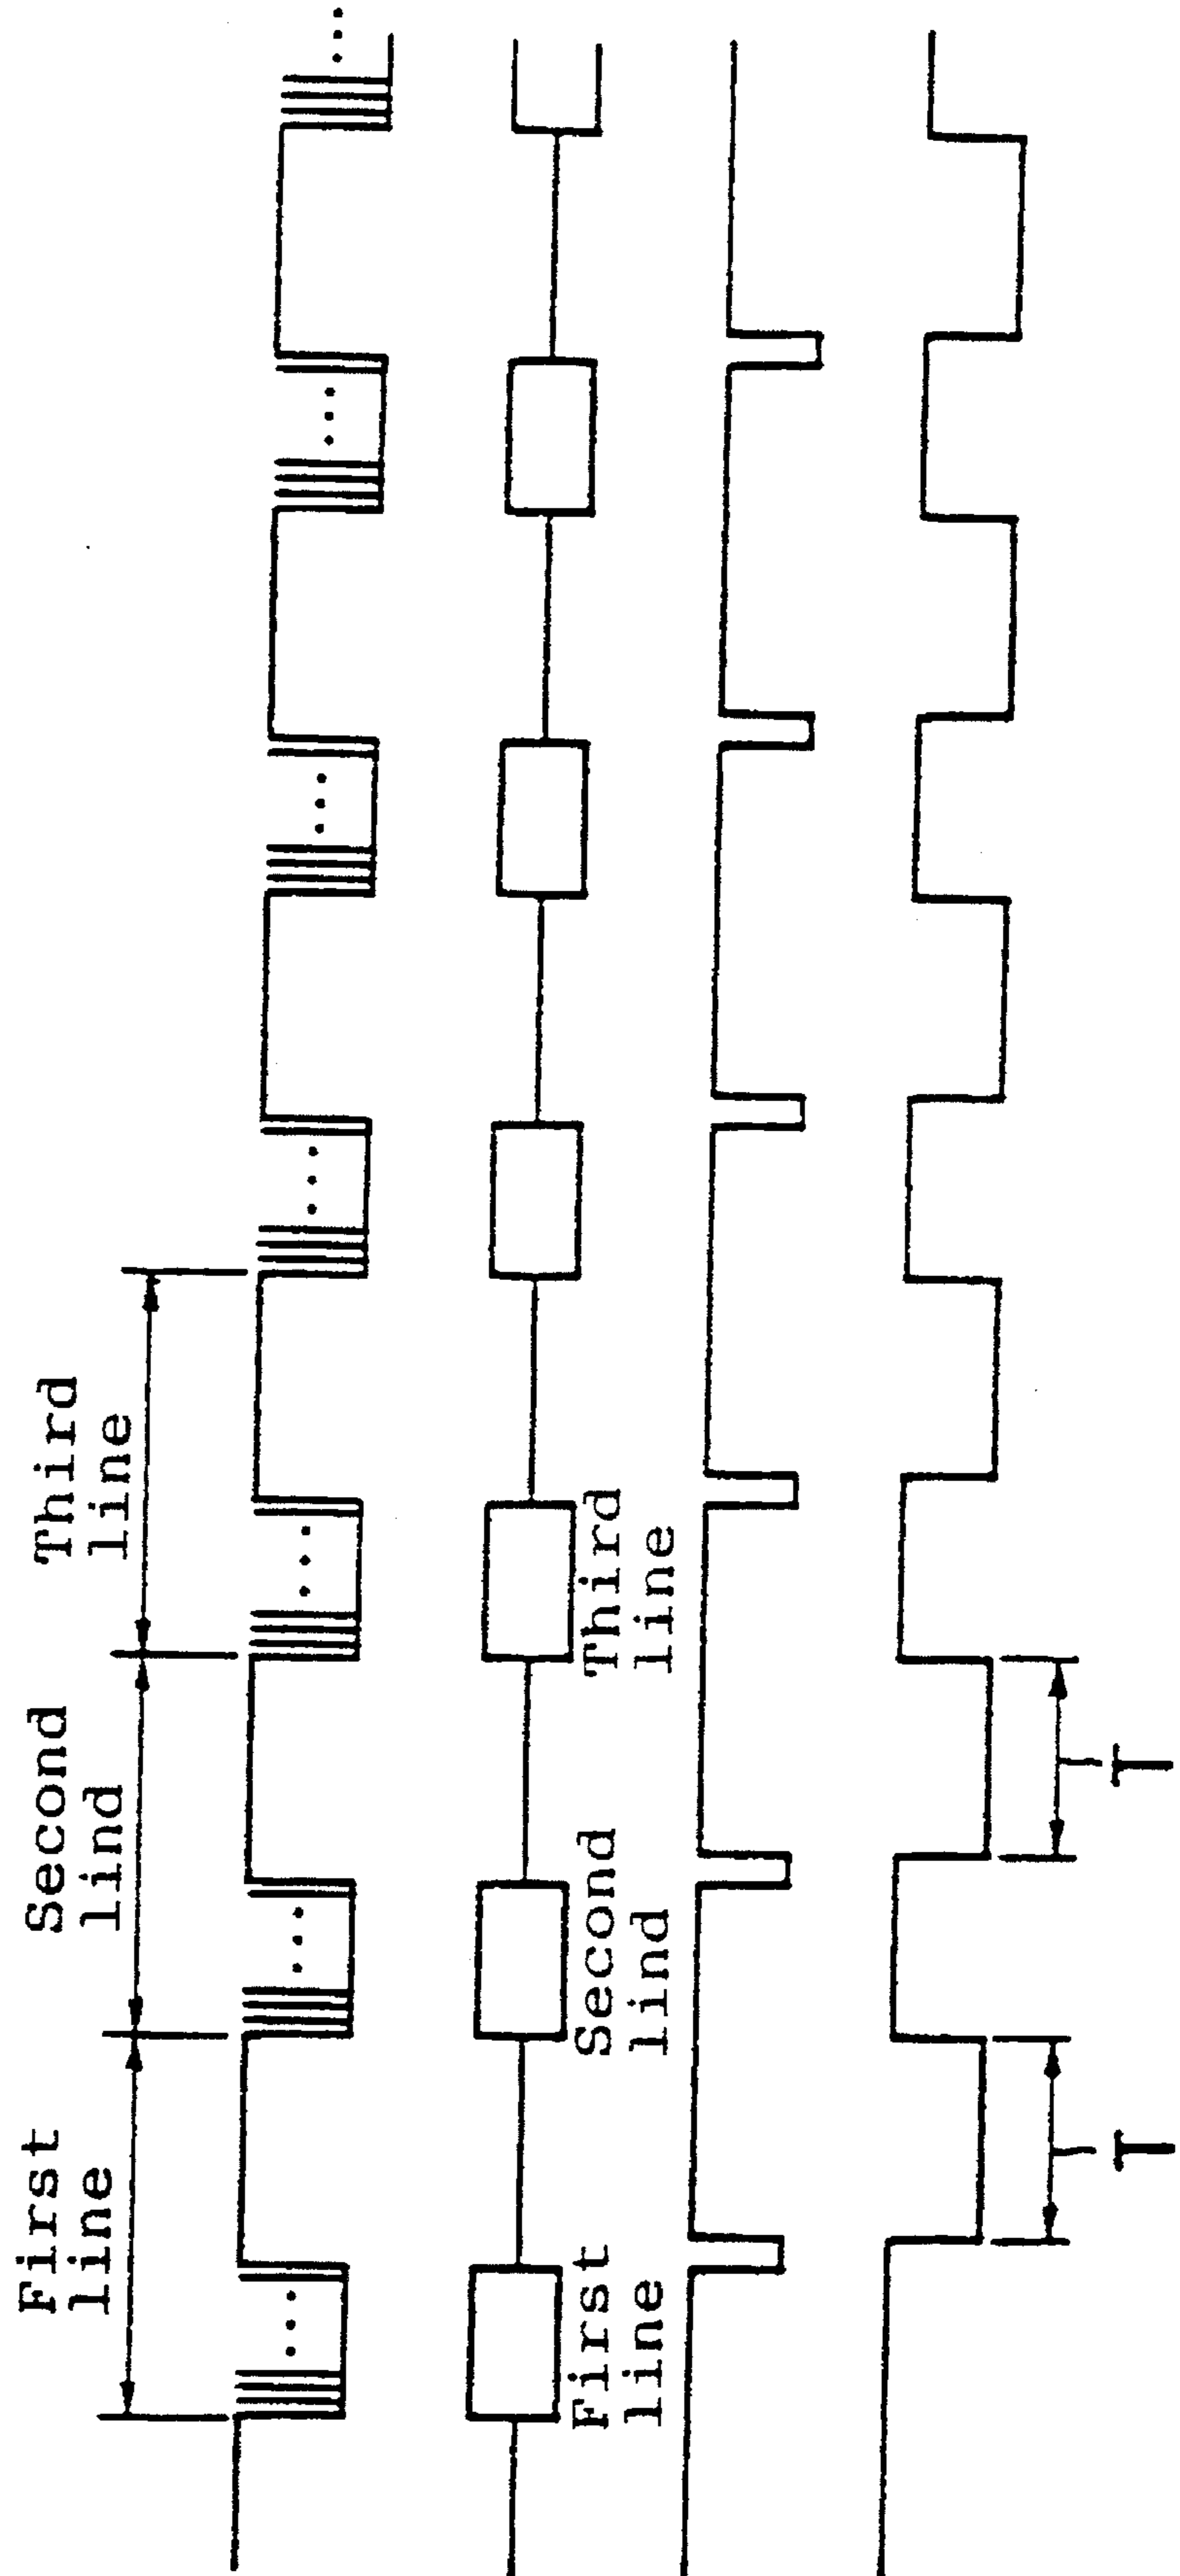 First
line
Second
lind
Third
line
First
line
Second
lind
Third
line
T
T